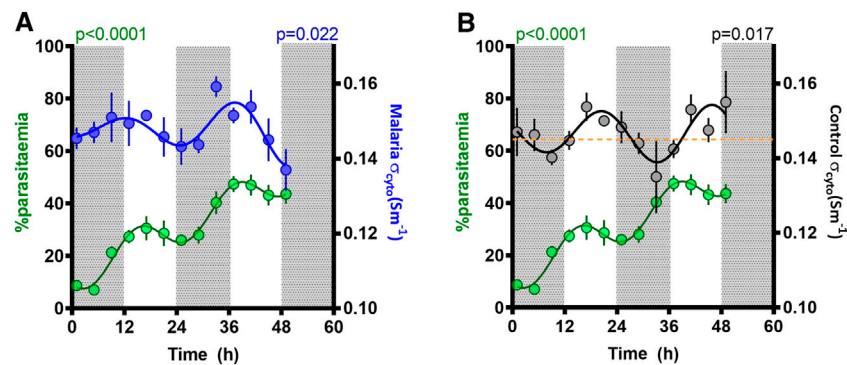 A
p<0.0001
p=0.022
100
80
60
40
20
0
%parasitaemia
0.16
0.14
0.12
0.10
Malaria σcyto(Sm-1)
0 12 24 36 48 60
Time (h)
B
p<0.0001
p=0.017
100
80
60
40
20
0
%parasitaemia
0.16
0.14
0.12
0.10
Control σcyto(Sm-1)
0 12 24 36 48 60
Time (h)